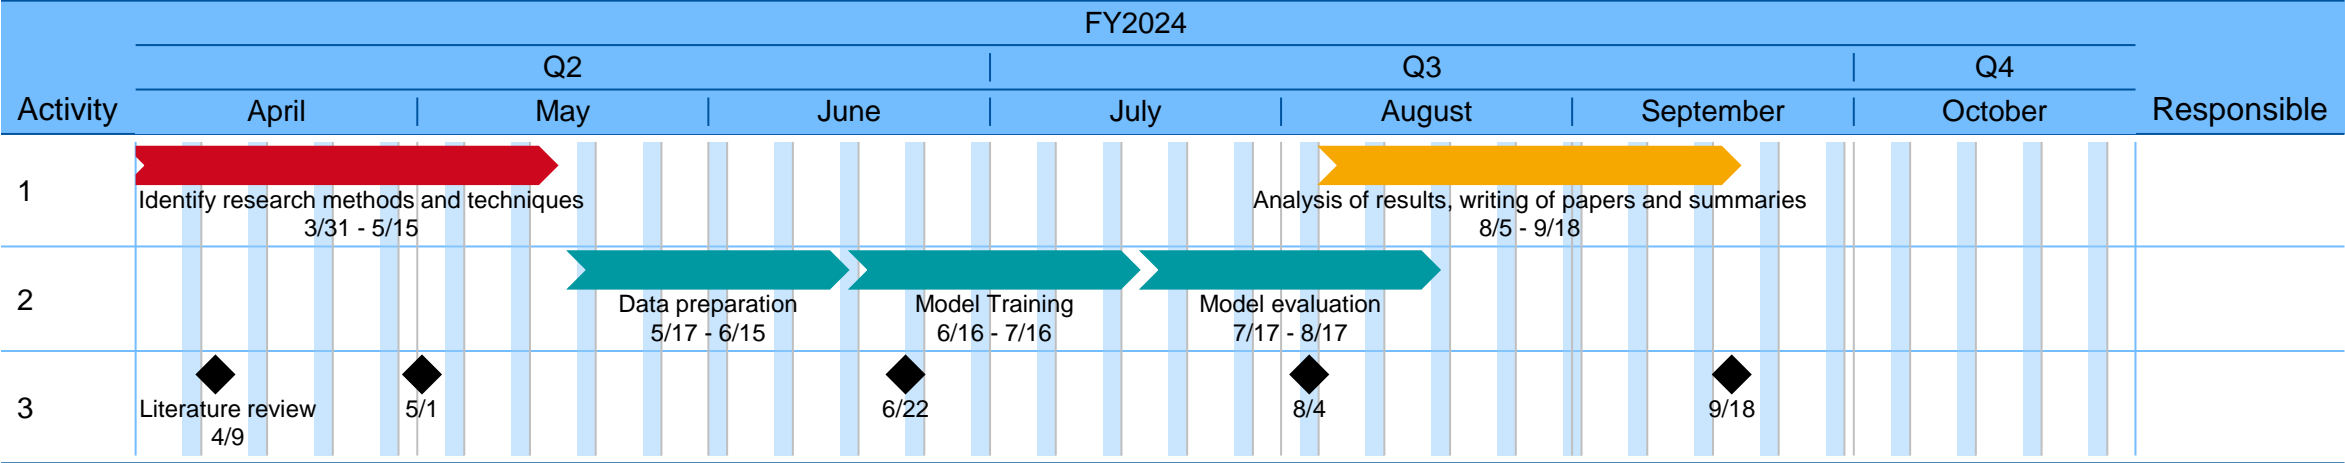 FY2024
Q2 Q3 Q4
Activity April May June July August September October Responsible
1
Identify research methods and techniques
3/31 - 5/15
Analysis of results, writing of papers and summaries
8/5 - 9/18
2
Data preparation
5/17 - 6/15
Model Training
6/16 - 7/16
Model evaluation
7/17 - 8/17
3
Literature review
4/9
5/1
6/22
8/4
9/18